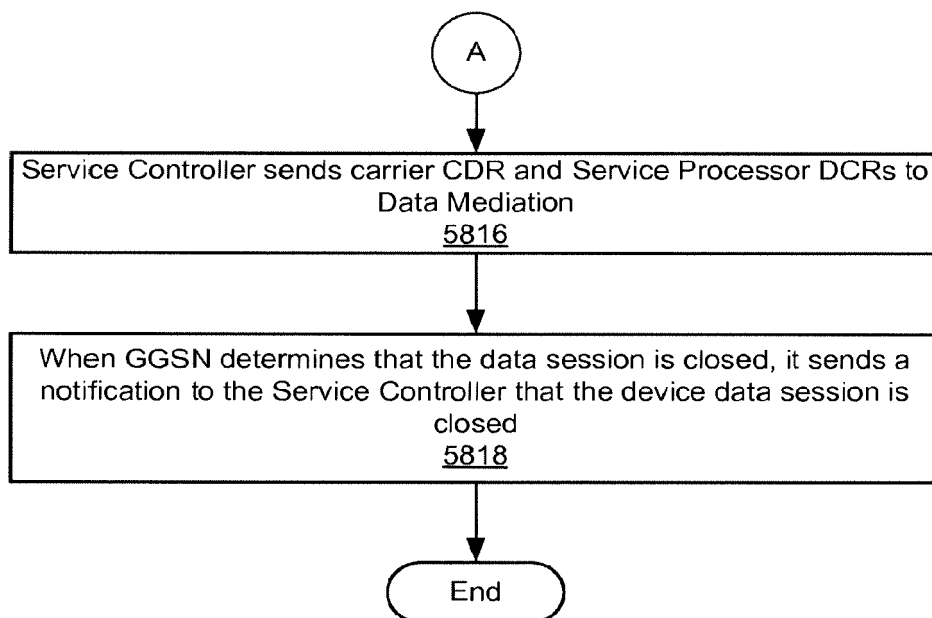 A
Service Controller sends carrier CDR and Service Processor DCRs to
Data Mediation
5816
When GGSN determines that the data session is closed, it sends a
notification to the Service Controller that the device data session is
closed
5818
End